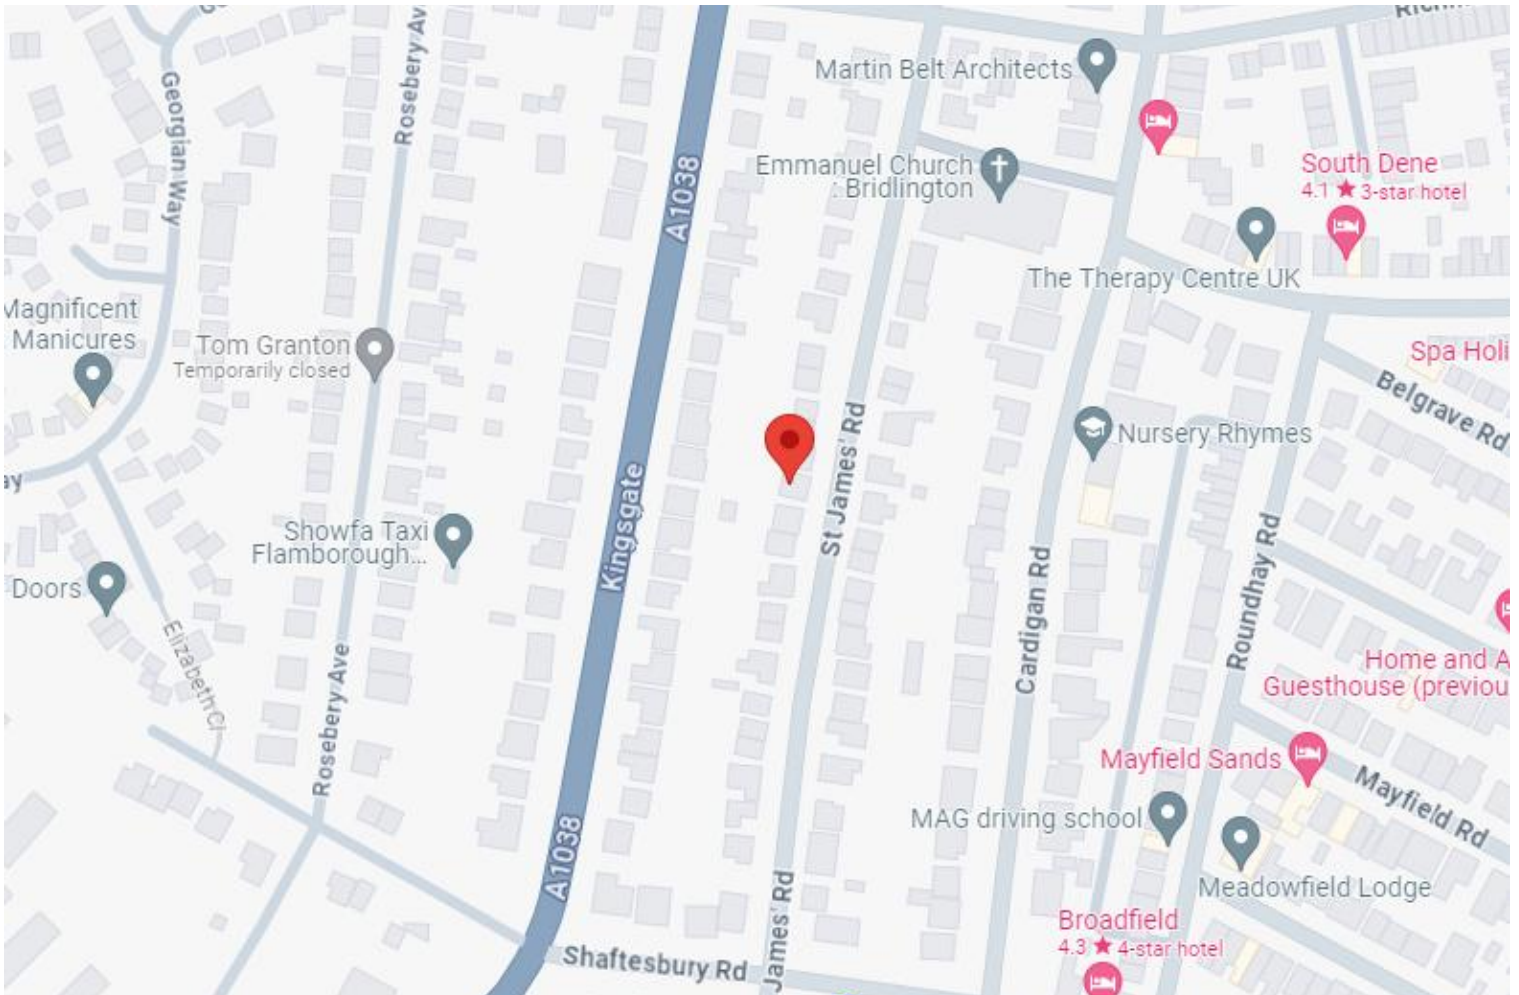 Georgian Way
Rosebery Av
A1038
Martin Belt Architects
Emmanuel Church
: Bridlington
South Dene
4.1 ★ 3-star hotel
The Therapy Centre UK
Magnificent
Manicures
Tom Granton
Temporarily closed
Spa Holi
Belgrave Rd
Nursery Rhymes
St James' Rd
Kingsgate
Showfa Taxi
Flamborough...
Doors
Roundhay Rd
Cardigan Rd
Elizabeth Cl
Rosebery Ave
Home and A
Guesthouse (previou
Mayfield Sands
Mayfield Rd
MAG driving school
A1038
Meadowfield Lodge
James' Rd
Broadfield
4.3 ★ 4-star hotel
Shaftesbury Rd